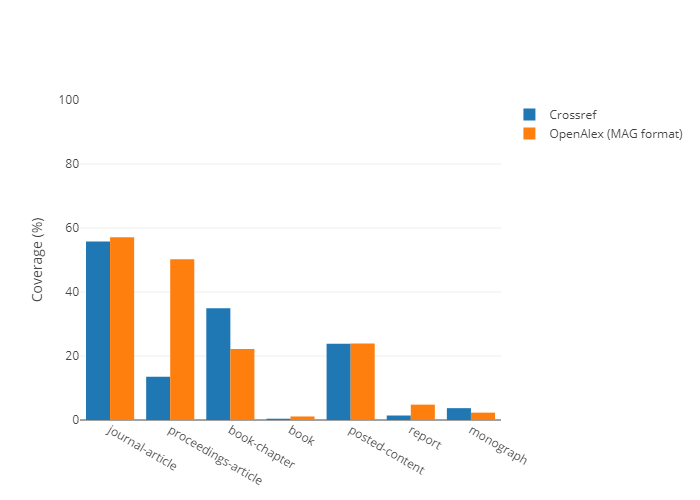 Crossref
OpenAlex (MAG format)
Coverage (%)
100
80
60
40
20
0
journal-article
proceedings-article
book-chapter
book
posted-content
report
monograph